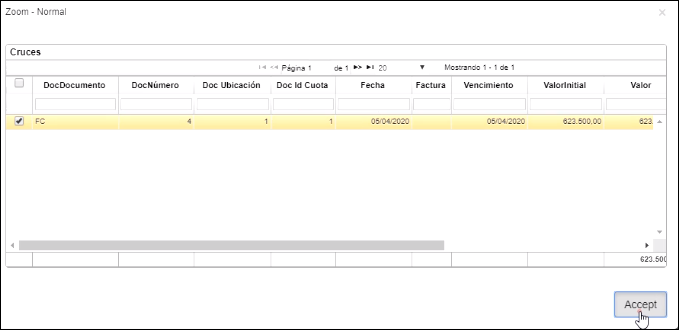 Zoom - Normal ×
Cruces
Página 1 de 1 20 Mostrando 1 - 1 de 1
DocDocumento DocNúmero Doc Ubicación Doc Id Cuota Fecha Factura Vencimiento ValorInitial Valor
FC 4 1 1 05/04/2020 05/04/2020 623.500,00 623.
623.500
Accept